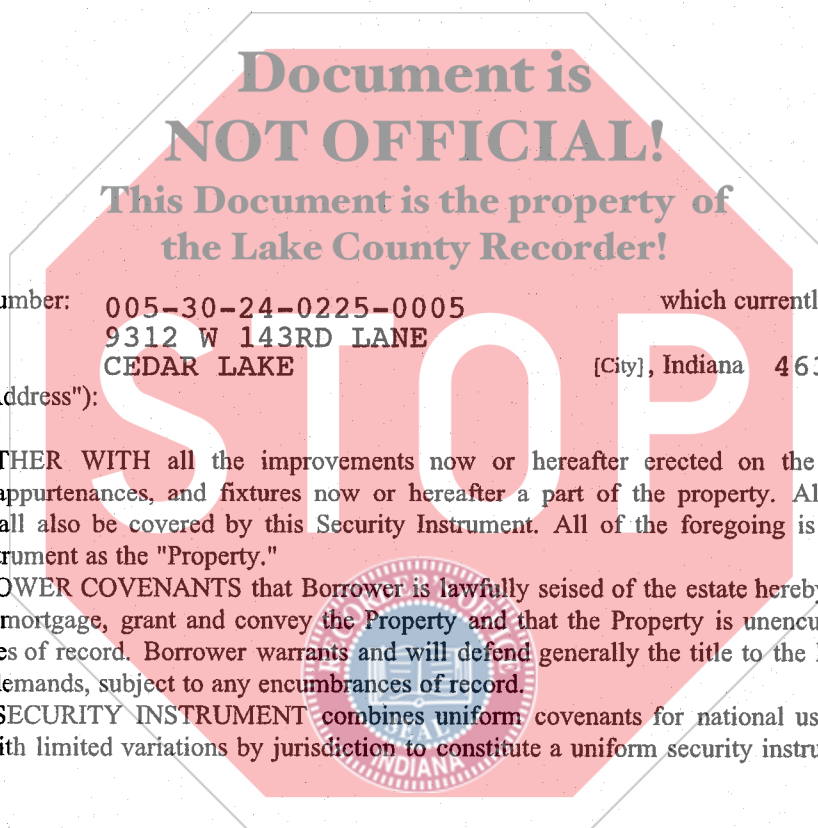 Document is
NOT OFFICIAL!
This Document is the property of
the Lake County Recorder!
umber: 005-30-24-0225-0005 which currentl
9312 W 143RD LANE
CEDAR LAKE [City], Indiana 463
ddress"):
STOP
THER WITH all the improvements now or hereafter erected on the
appurtenances, and fixtures now or hereafter a part of the property. Al
all also be covered by this Security Instrument. All of the foregoing is
trument as the "Property."
OWER COVENANTS that Borrower is lawfully seised of the estate hereby
mortgage, grant and convey the Property and that the Property is unencu
es of record. Borrower warrants and will defend generally the title to the
emands, subject to any encumbrances of record.
SECURITY INSTRUMENT combines uniform covenants for national us
ith limited variations by jurisdiction to constitute a uniform security instru
SEAL
INDIANA